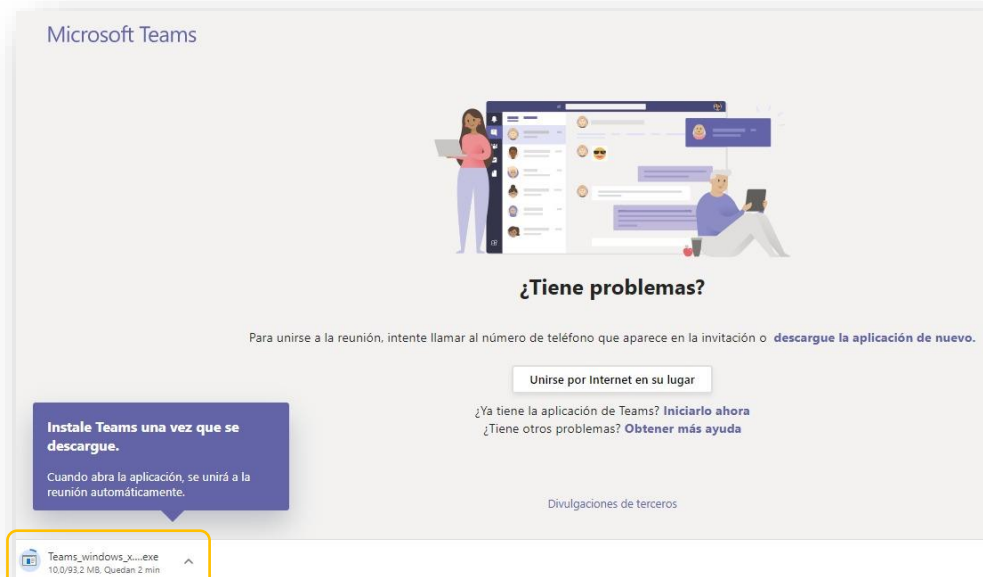 Microsoft Teams
¿Tiene problemas?
Para unirse a la reunión, intente llamar al número de teléfono que aparece en la invitación o descargue la aplicación de nuevo.
Unirse por Internet en su lugar
¿Ya tiene la aplicación de Teams? Iniciarlo ahora
¿Tiene otros problemas? Obtener más ayuda
Instale Teams una vez que se
descargue.
Cuando abra la aplicación, se unirá a la
reunión automáticamente.
Divulgaciones de terceros
Teams_windows_x....exe
10,0/93,2 MB, Quedan 2 min